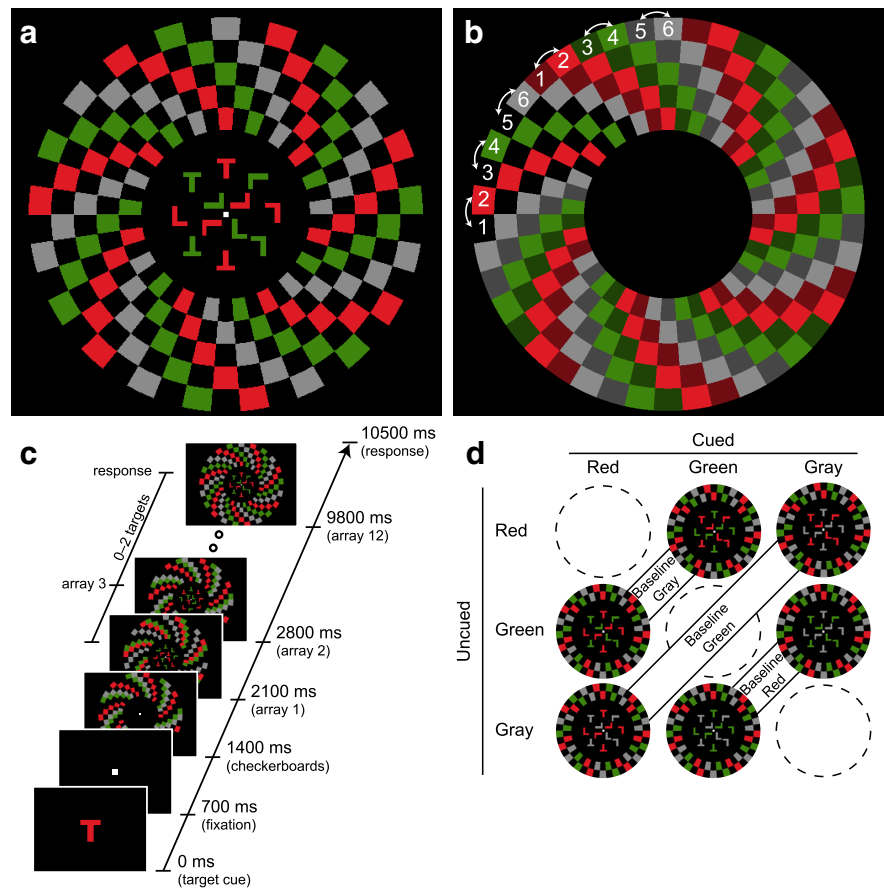 a
b
1 2 3 4 5 6
1 2 3 4 5 6
c
10500 ms
(response)
response
0–2 targets
9800 ms
(array 12)
array 3
2800 ms
(array 2)
2100 ms
(array 1)
1400 ms
(checkerboards)
700 ms
(fixation)
T
0 ms
(target cue)
d
Cued
Red Green Gray
Uncued
Red
Green
Gray
Baseline
Gray
Baseline
Green
Baseline
Red